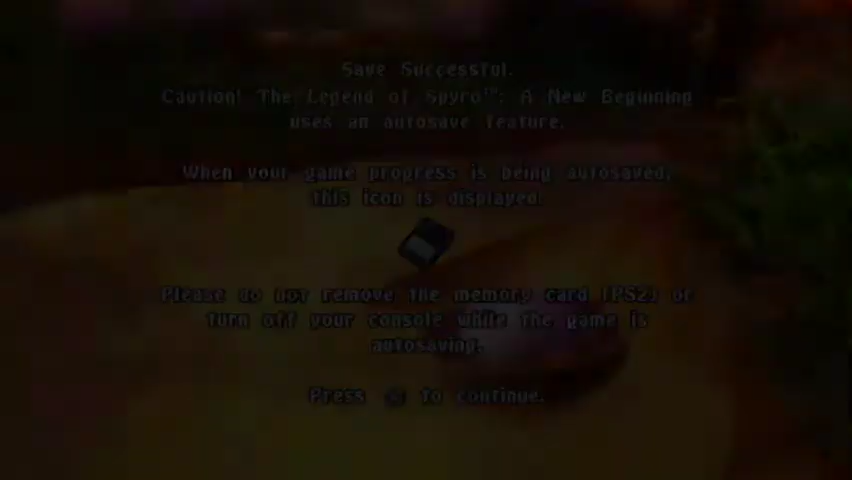 Save Successful.
Caution! The Legend of Spyro™: A New Beginning
uses an autosave feature.
When your game progress is being autosaved,
this icon is displayed.
Please do not remove the memory card (PS2) or
turn off your console while the game is
autosaving.
Press to continue.